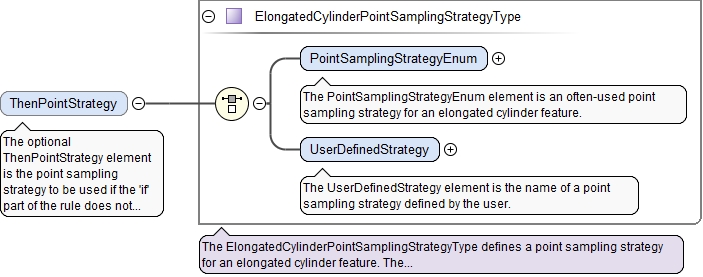 ElongatedCylinderPointSamplingStrategyType
PointSamplingStrategyEnum
The PointSamplingStrategyEnum element is an often-used point
sampling strategy for an elongated cylinder feature.
ThenPointStrategy
The optional
ThenPointStrategy element
is the point sampling
strategy to be used if the 'if'
part of the rule does not...
UserDefinedStrategy
The UserDefinedStrategy element is the name of a point
sampling strategy defined by the user.
The ElongatedCylinderPointSamplingStrategyType defines a point sampling strategy
for an elongated cylinder feature. The...